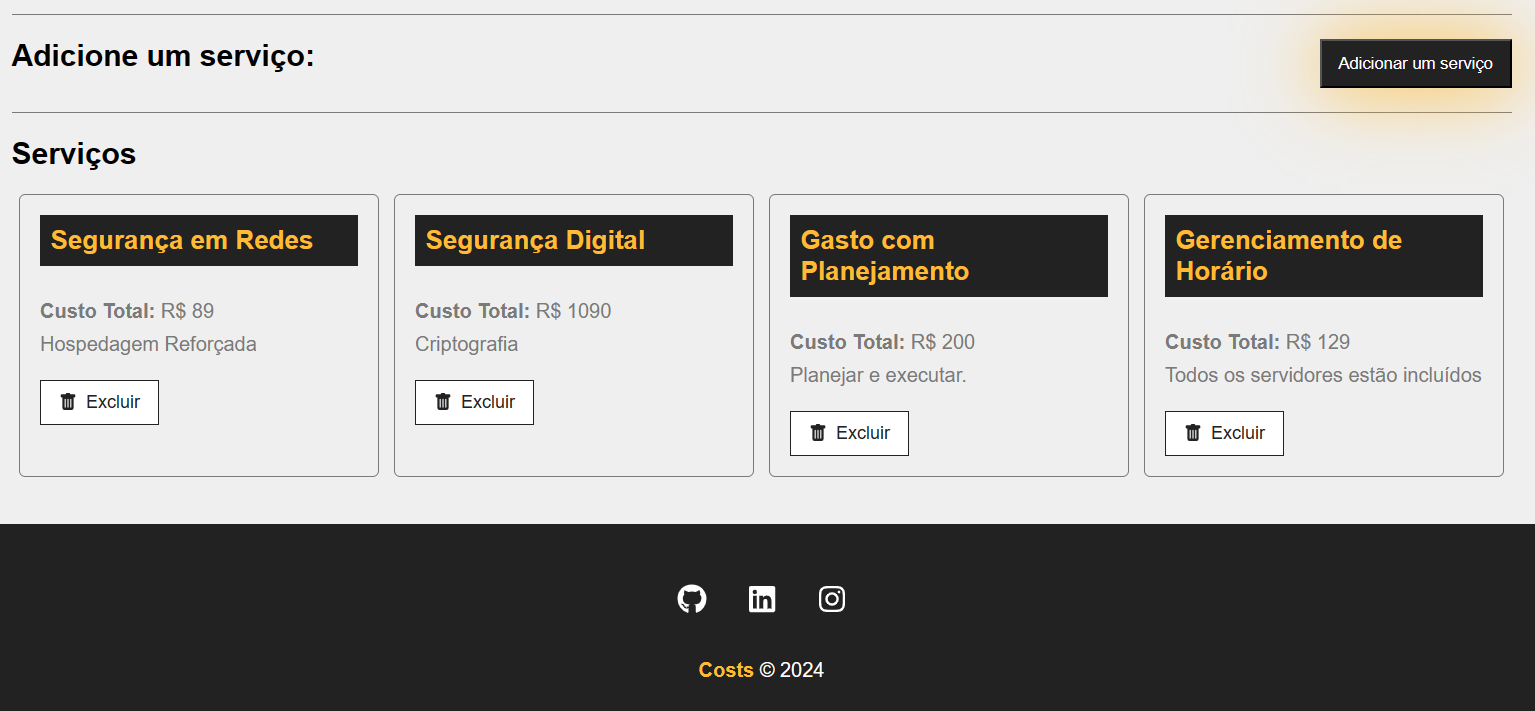 Adicione um serviço:
Adicionar um serviço
Serviços
Segurança em Redes
Custo Total: R$ 89
Hospedagem Reforçada
Excluir
Segurança Digital
Custo Total: R$ 1090
Criptografia
Excluir
Gasto com
Planejamento
Custo Total: R$ 200
Planejar e executar.
Excluir
Gerenciamento de
Horário
Custo Total: R$ 129
Todos os servidores estão incluídos
Excluir
Costs © 2024